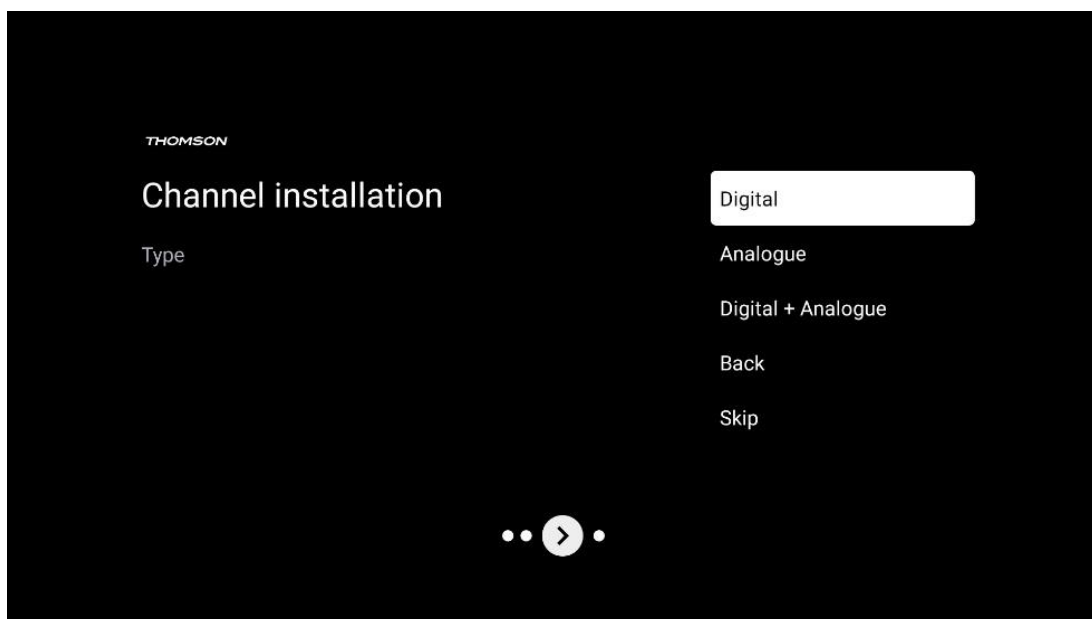 THOMSON
Channel installation
Type
Digital
Analogue
Digital + Analogue
Back
Skip